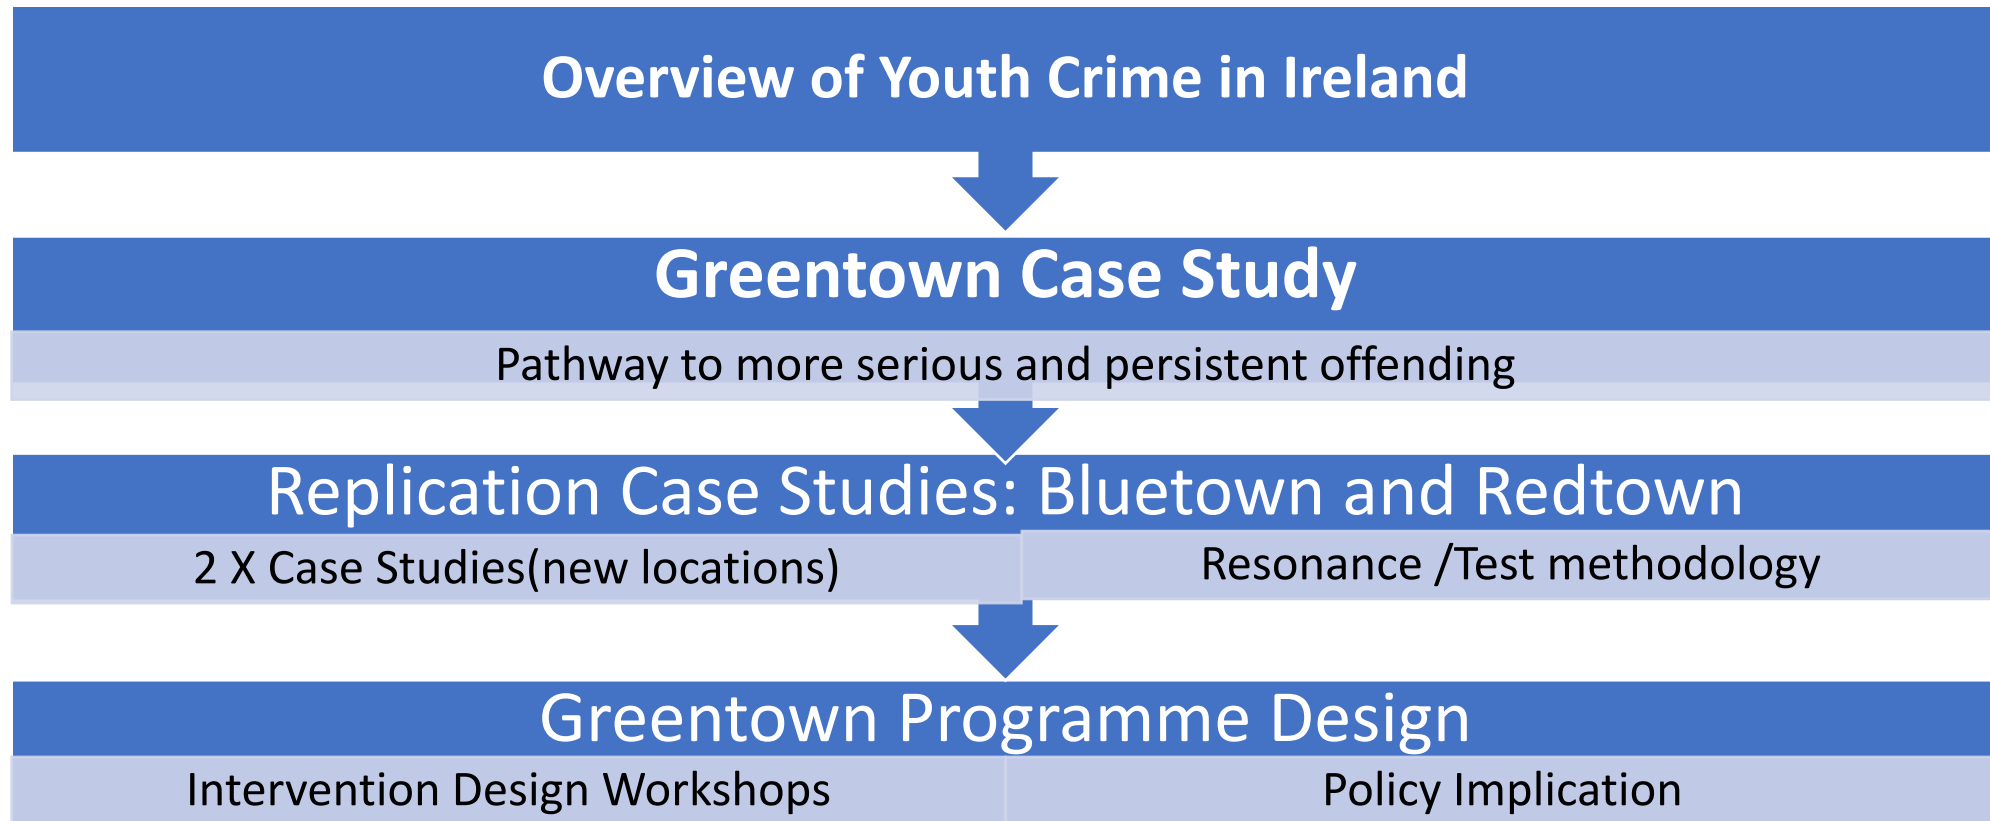 Overview of Youth Crime in Ireland
Greentown Case Study
Pathway to more serious and persistent offending
Replication Case Studies: Bluetown and Redtown
2 X Case Studies(new locations)
Resonance /Test methodology
Greentown Programme Design
Intervention Design Workshops
Policy Implication